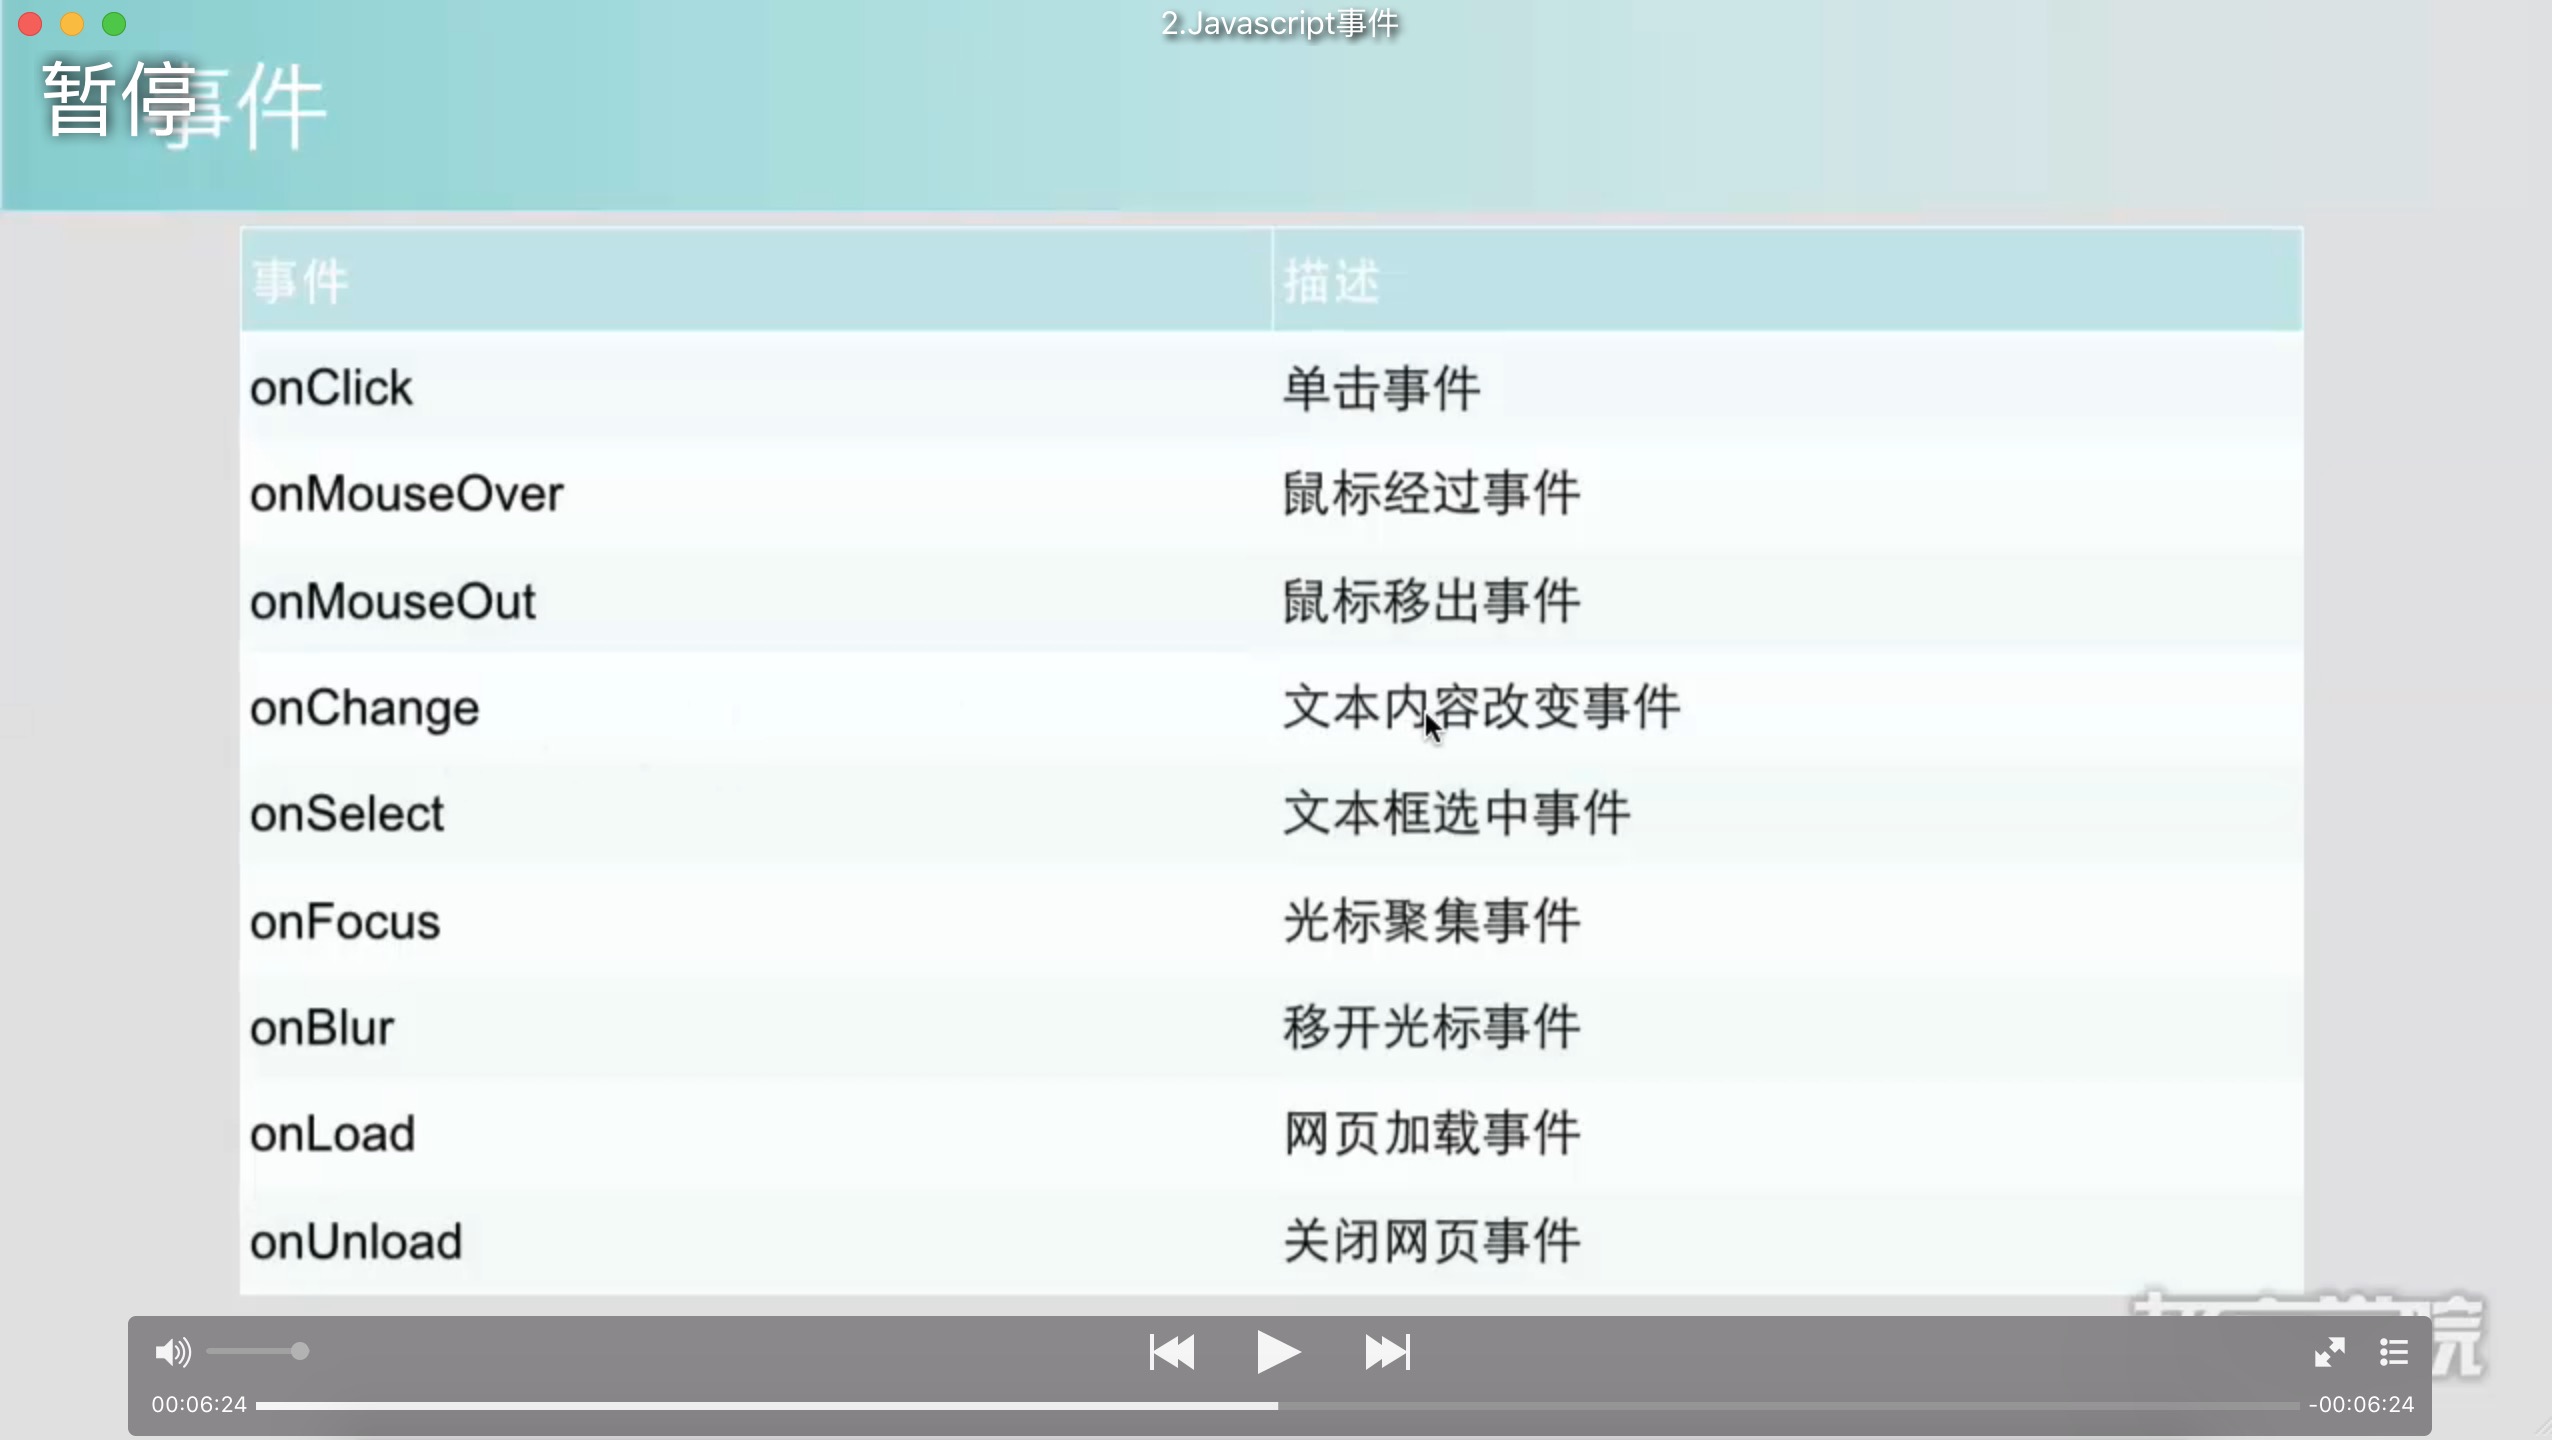 2.Javascript事件
暂停
事件
事件 描述
onClick 单击事件
onMouseOver 鼠标经过事件
onMouseOut 鼠标移出事件
onChange 文本内容改变事件
onSelect 文本框选中事件
onFocus 光标聚集事件
onBlur 移开光标事件
onLoad 网页加载事件
onUnload 关闭网页事件
院
00:06:24 -00:06:24